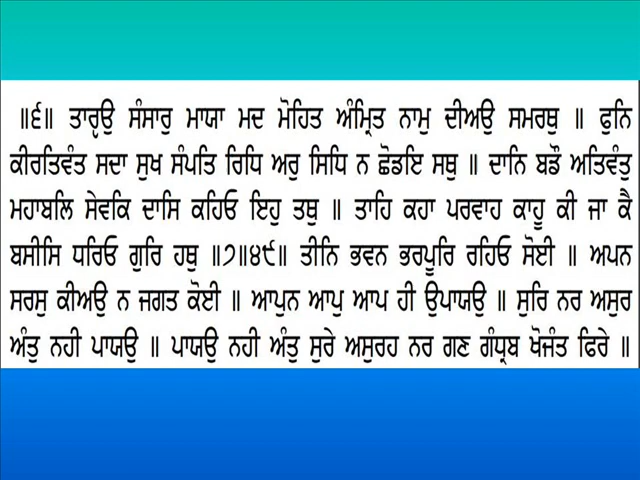 ॥੬॥ ਤਾਰ੍ਯ੍ਯਉ ਸੰਸਾਰੁ ਮਾਯਾ ਮਦ ਮੋਹਿਤ ਅੰਮ੍ਰਿਤ ਨਾਮੁ ਦੀਅਉ ਸਮਰਥੁ ॥ ਫੁਨਿ
ਕੀਰਤਿਵੰਤ ਸਦਾ ਸੁਖ ਸੰਪਤਿ ਰਿਧਿ ਅਰੁ ਸਿਧਿ ਨ ਛੋਡਇ ਸਥੁ ॥ ਦਾਨਿ ਬਡੌ ਅਤਿਵੰਤੁ
ਮਹਾਬਲਿ ਸੇਵਕਿ ਦਾਸਿ ਕਹਿਓ ਇਹੁ ਤਥੁ ॥ ਤਾਹਿ ਕਹਾ ਪਰਵਾਹ ਕਾਹੂ ਕੀ ਜਾ ਕੈ
ਬਸੀਸਿ ਧਰਿਓ ਗੁਰਿ ਹਥੁ ॥੭॥੪੯॥ ਤੀਨਿ ਭਵਨ ਭਰਪੂਰਿ ਰਹਿਓ ਸੋਈ ॥ ਅਪਨ
ਸਰਸੁ ਕੀਅਉ ਨ ਜਗਤ ਕੋਈ ॥ ਆਪੁਨ ਆਪੁ ਆਪ ਹੀ ਉਪਾਯਉ ॥ ਸੁਰਿ ਨਰ ਅਸੁਰ
ਅੰਤੁ ਨਹੀ ਪਾਯਉ ॥ ਪਾਯਉ ਨਹੀ ਅੰਤੁ ਸੁਰੇ ਅਸੁਰਹ ਨਰ ਗਣ ਗੰਧ੍ਰਬ ਖੋਜੰਤ ਫਿਰੇ ॥